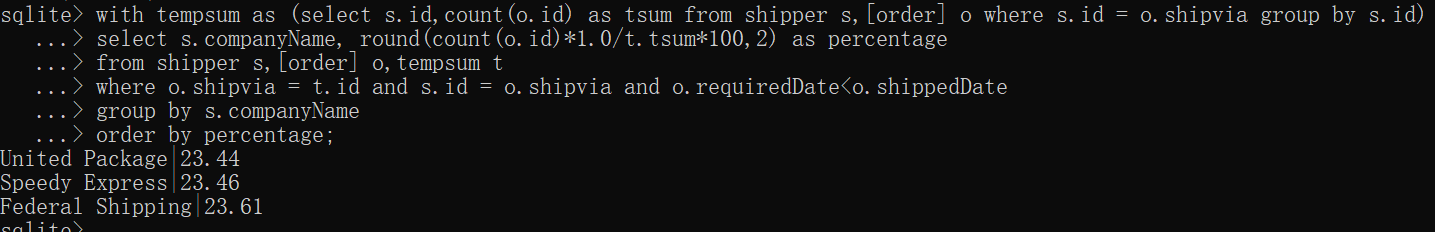 sqlite> with tempsum as (select s.id,count(o.id) as tsum from shipper s,[order] o where s.id = o.shipvia group by s.id)
...> select s.companyName, round(count(o.id)*1.0/t.tsum*100,2) as percentage
...> from shipper s,[order] o,tempsum t
...> where o.shipvia = t.id and s.id = o.shipvia and o.requiredDate<o.shippedDate
...> group by s.companyName
...> order by percentage;
United Package|23.44
Speedy Express|23.46
Federal Shipping|23.61
sqlite>